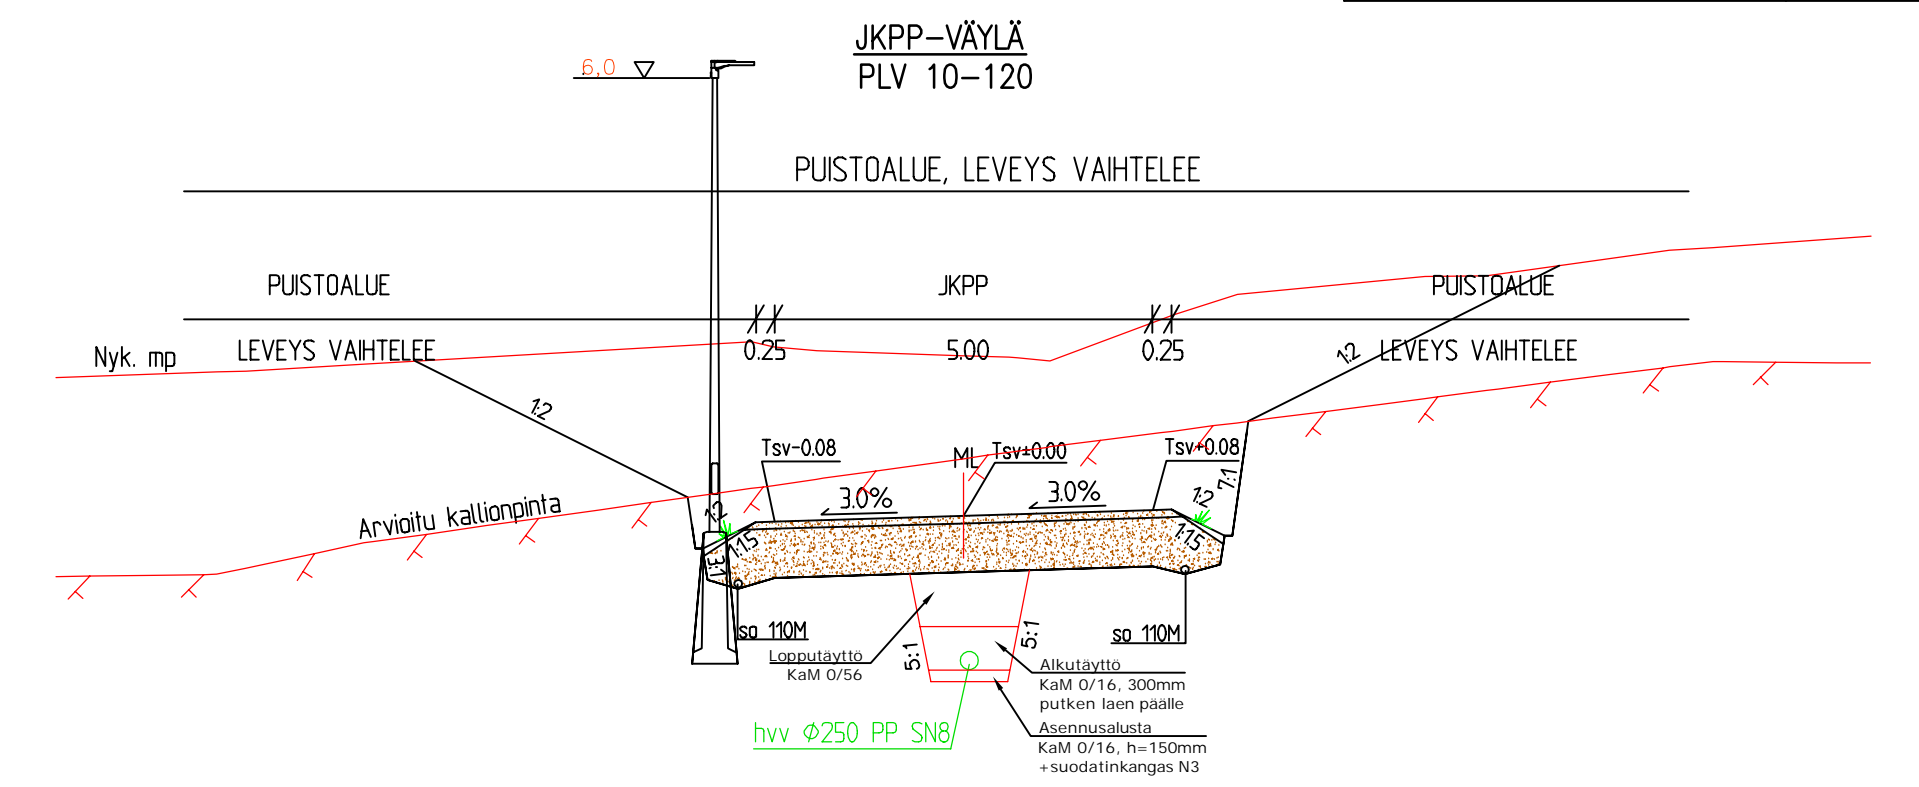 JKPP-VÄYLÄ
PLV 10-120
6,0
PUISTOALUE, LEVEYS VAIHTELEE
PUISTOALUE
JKPP
PUISTOALUE
Nyk. mp
LEVEYS VAIHTELEE
0.25
5.00
0.25
1:2
LEVEYS VAIHTELEE
1:2
Tsv-0.08
ML
Tsv±0.00
Tsv+0.08
7:1
3.0%
3.0%
1:2
Arvioitu kallionpinta
1:2
1:1.5
1:1.5
3:1
so 110M
so 110M
5:1
5:1
Lopputäyttö
KaM 0/56
Alkutäyttö
KaM 0/16, 300mm
putken laen päälle
hvv Φ250 PP SN8
Asennusalusta
KaM 0/16, h=150mm
+suodatinkangas N3